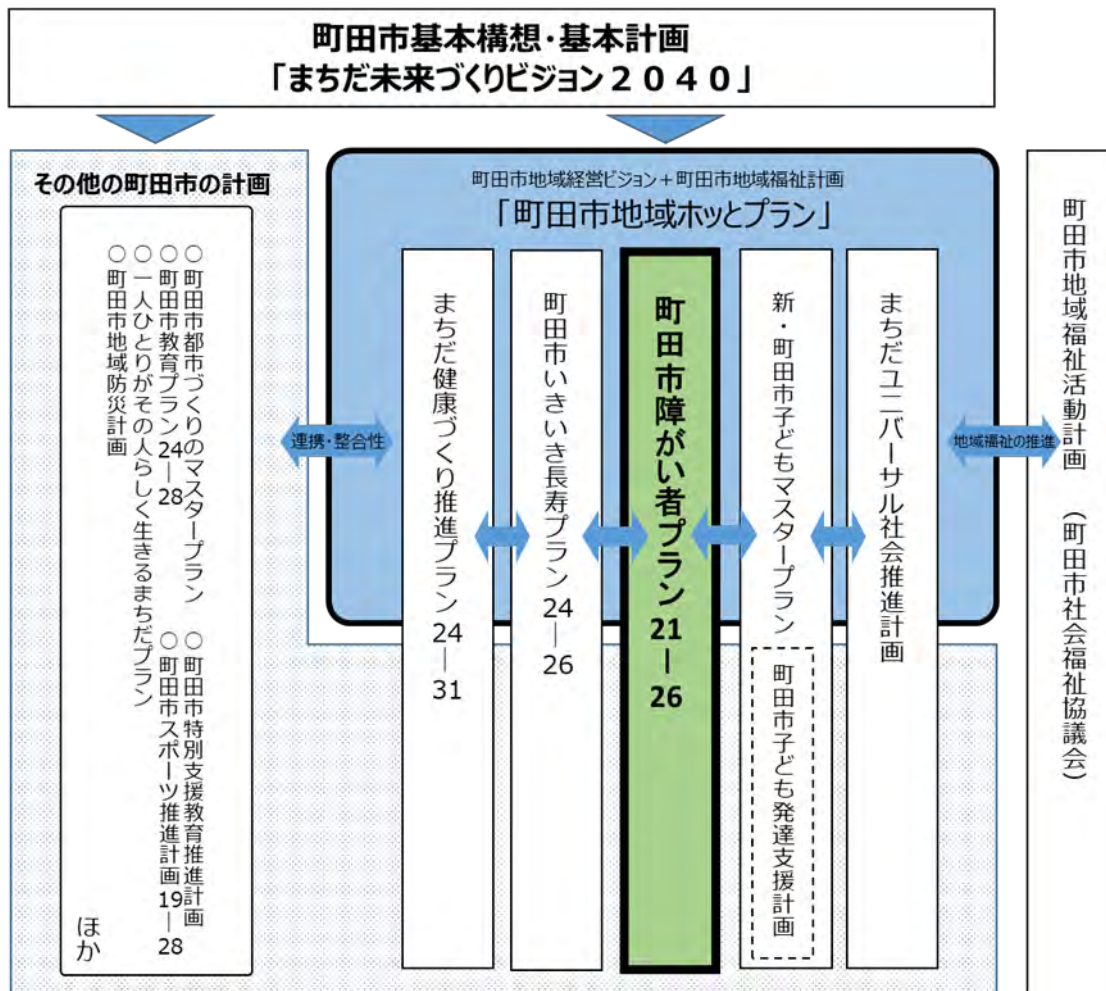 町田市基本構想・基本計画
「まちだ未来づくりビジョン２０４０」
その他の町田市の計画
○ 町田市都市づくりのマスタープラン
○ 町田市特別支援教育推進計画
○ 町田市教育プラン24―28
○ 町田市スポーツ推進計画19―28
○ 一人ひとりがその人らしく生きるまちだプラン
○ 町田市地域防災計画
ほか
連携・整合性
町田市地域経営ビジョン＋町田市地域福祉計画
「町田市地域ホッとプラン」
まちだ健康づくり推進プラン24―31
町田市いきいき長寿プラン24―26
町田市障がい者プラン21―26
新・町田市子どもマスタープラン
町田市子ども発達支援計画
まちだユニバーサル社会推進計画
地域福祉の推進
町田市地域福祉活動計画　（町田市社会福祉協議会）